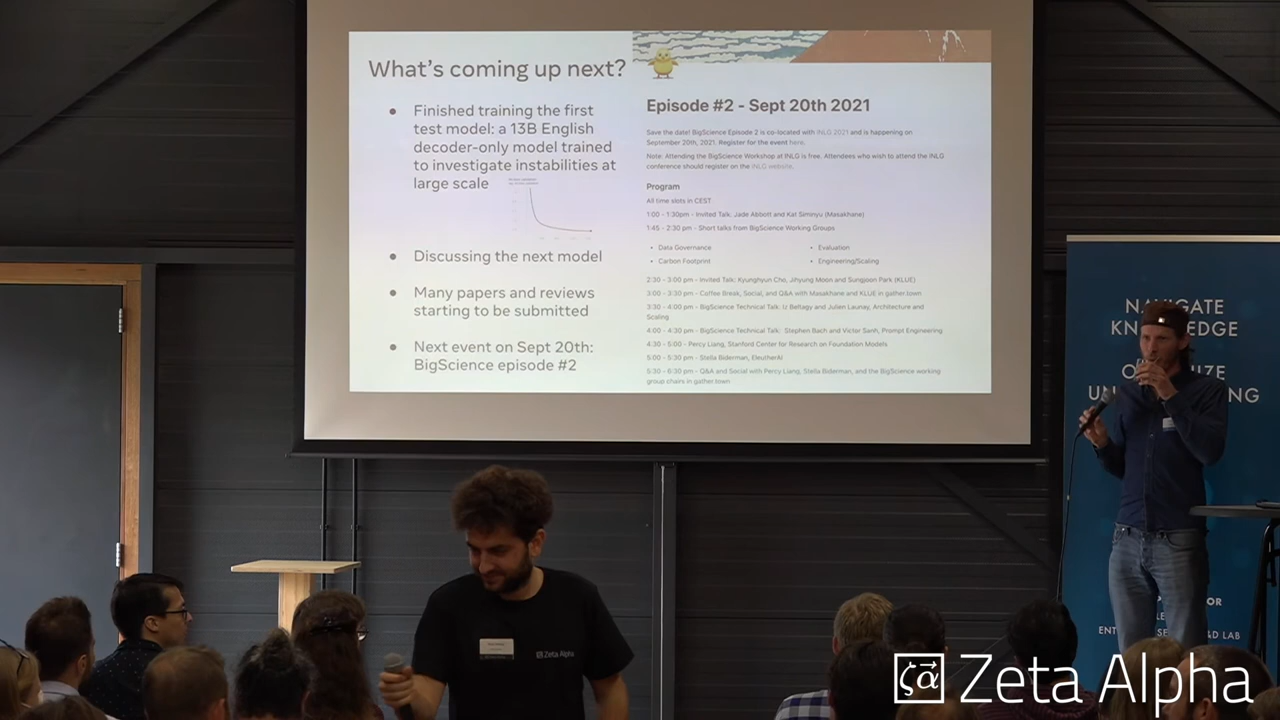 What's coming up next?
● Finished training the first
test model: a 13B English
decoder-only model trained
to investigate instabilities at
large scale
● Discussing the next model
● Many papers and reviews
starting to be submitted
● Next event on Sept 20th:
BigScience episode #2
Episode #2 - Sept 20th 2021
Save the date! BigScience Episode 2 is co-located with INLG 2021 and is happening on
September 20th, 2021. Register for the event here.
Note: Attending the BigScience Workshop at INLG is free. Attendees who wish to attend the INLG
conference should register on the INLG website.
Program
All time slots in CEST
1:00 - 1:30pm - Invited Talk: Jade Abbott and Kat Siminyu (Masakhane)
1:45 - 2:30 pm - Short talks from BigScience Working Groups
• Data Governance
• Carbon Footprint
• Evaluation
• Engineering/Scaling
2:30 - 3:00 pm - Invited Talk: Kyunghyun Cho, Jihyung Moon and Sungjoon Park (KLUE)
3:00 - 3:30 pm - Coffee Break, Social, and Q&A with Masakhane and KLUE in gather.town
3:30 - 4:00 pm - BigScience Technical Talk: Iz Beltagy and Julien Launay, Architecture and
Scaling
4:00 - 4:30 pm - BigScience Technical Talk: Stephen Bach and Victor Sanh, Prompt Engineering
4:30 - 5:00 - Percy Liang, Stanford Center for Research on Foundation Models
5:00 - 5:30 pm - Stella Biderman, EleutherAI
5:30 - 6:30 pm - Q&A and Social with Percy Liang, Stella Biderman, and the BigScience working
group chairs in gather.town
Zeta Alpha
ζα Zeta Alpha